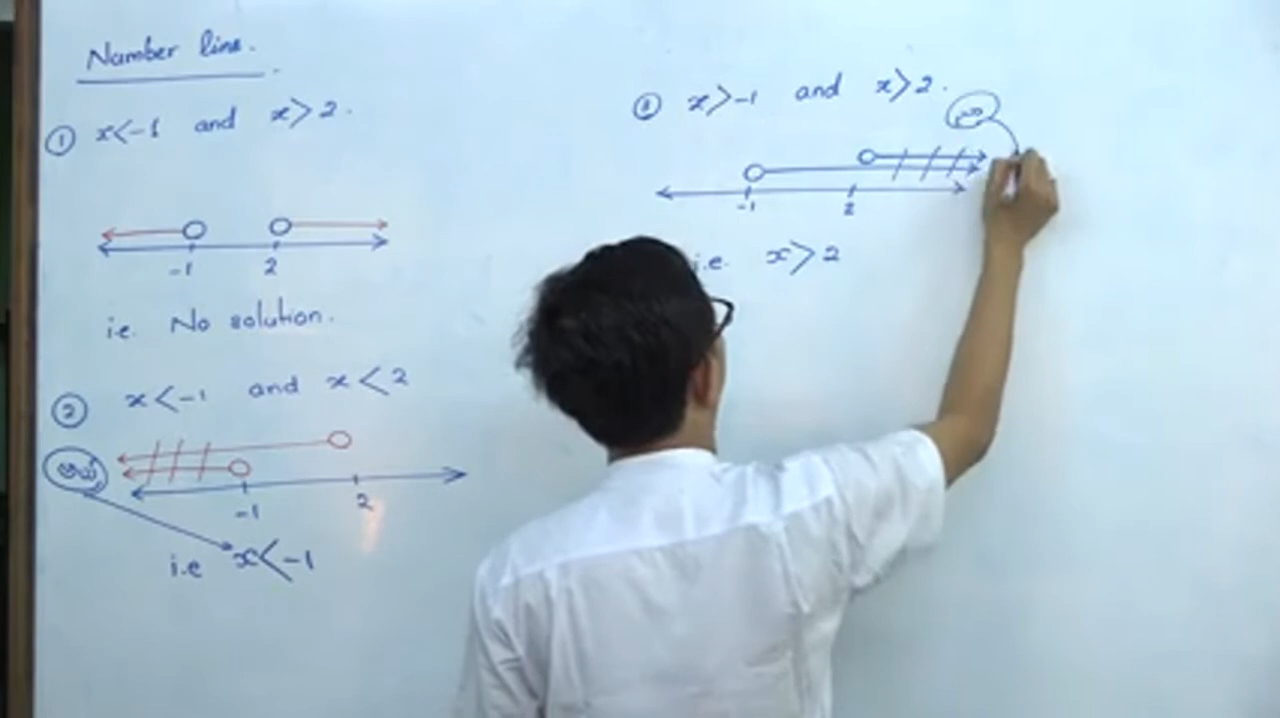 Number line.
① x<-1 and x>2.
-1 2
i.e. No solution.
② x<-1 and x<2
-1 2
i.e x<-1
x>-1 and x>2.
-1 2
i.e. x>2